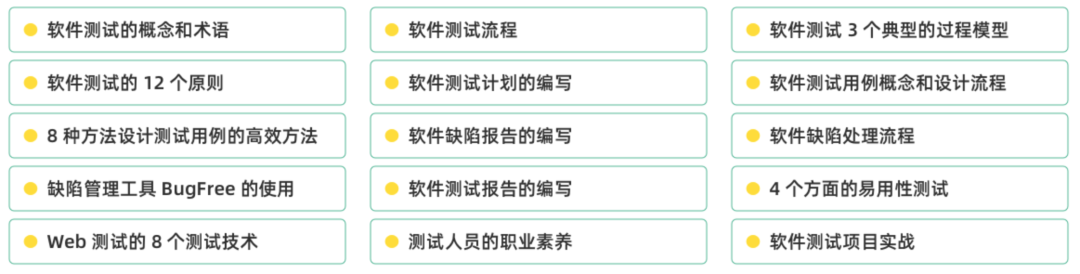 软件测试的概念和术语
软件测试流程
软件测试 3 个典型的过程模型
软件测试的 12 个原则
软件测试计划的编写
软件测试用例概念和设计流程
8 种方法设计测试用例的高效方法
软件缺陷报告的编写
软件缺陷处理流程
缺陷管理工具 BugFree 的使用
软件测试报告的编写
4 个方面的易用性测试
Web 测试的 8 个测试技术
测试人员的职业素养
软件测试项目实战